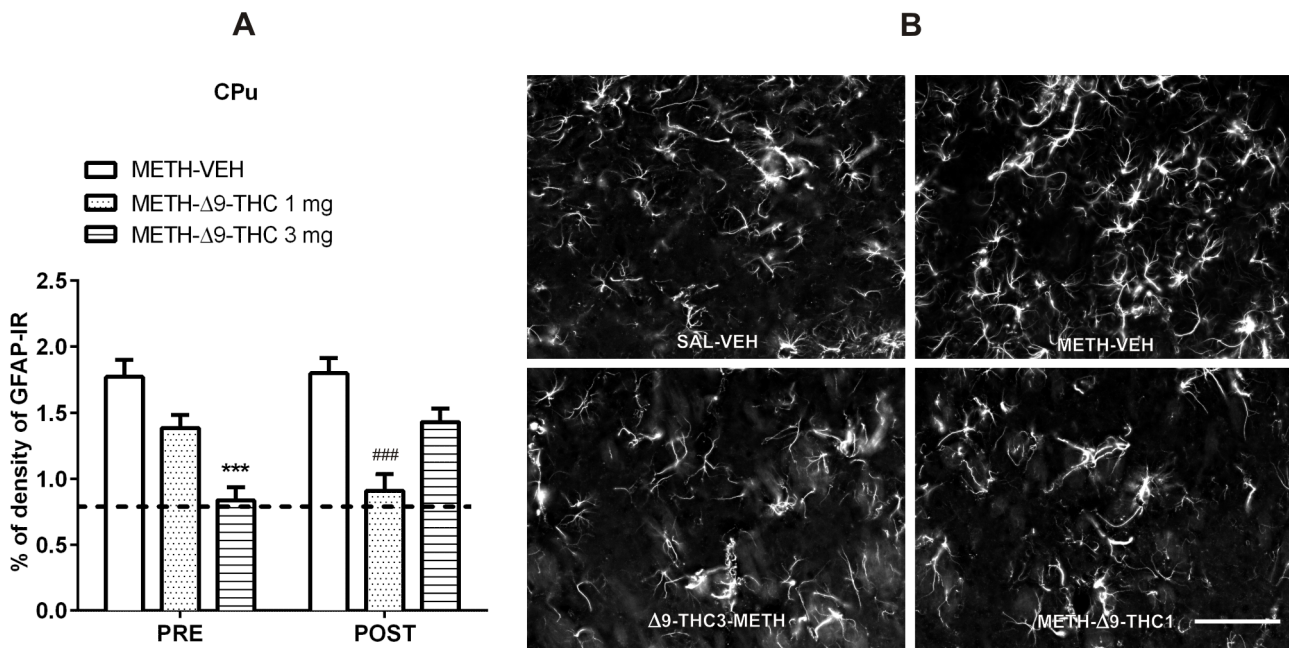 A
B
CPu
METH-VEH
METH-Δ9-THC 1 mg
METH-Δ9-THC 3 mg
% of density of GFAP-IR
2.5
2.0
1.5
1.0
0.5
0.0
***
###
PRE
POST
SAL-VEH
METH-VEH
Δ9-THC3-METH
METH-Δ9-THC1